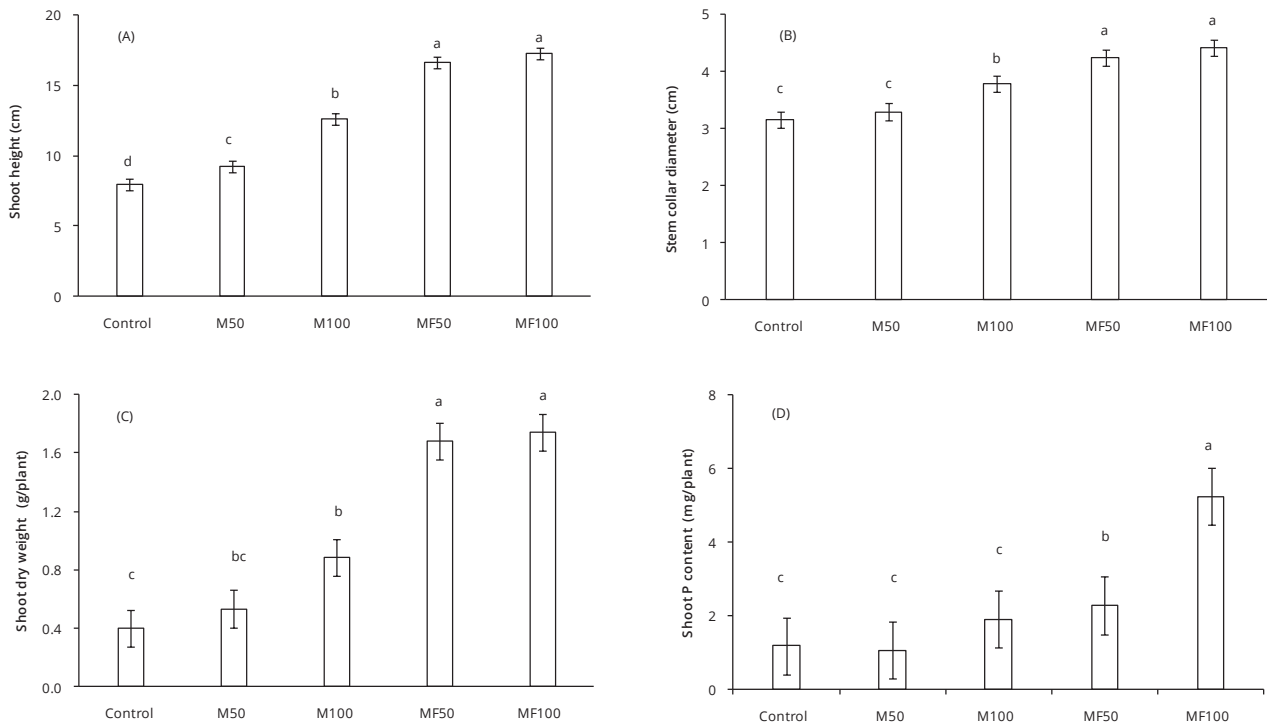 (A)
Shoot height (cm)
20
15
10
5
0
d
c
b
a
a
Control M50 M100 MF50 MF100
(B)
Stem collar diameter (cm)
5
4
3
2
1
0
c
c
b
a
a
Control M50 M100 MF50 MF100
(C)
Shoot dry weight (g/plant)
2.0
1.6
1.2
0.8
0.4
0.0
c
bc
b
a
a
Control M50 M100 MF50 MF100
(D)
Shoot P content (mg/plant)
8
6
4
2
0
c
c
c
b
a
Control M50 M100 MF50 MF100